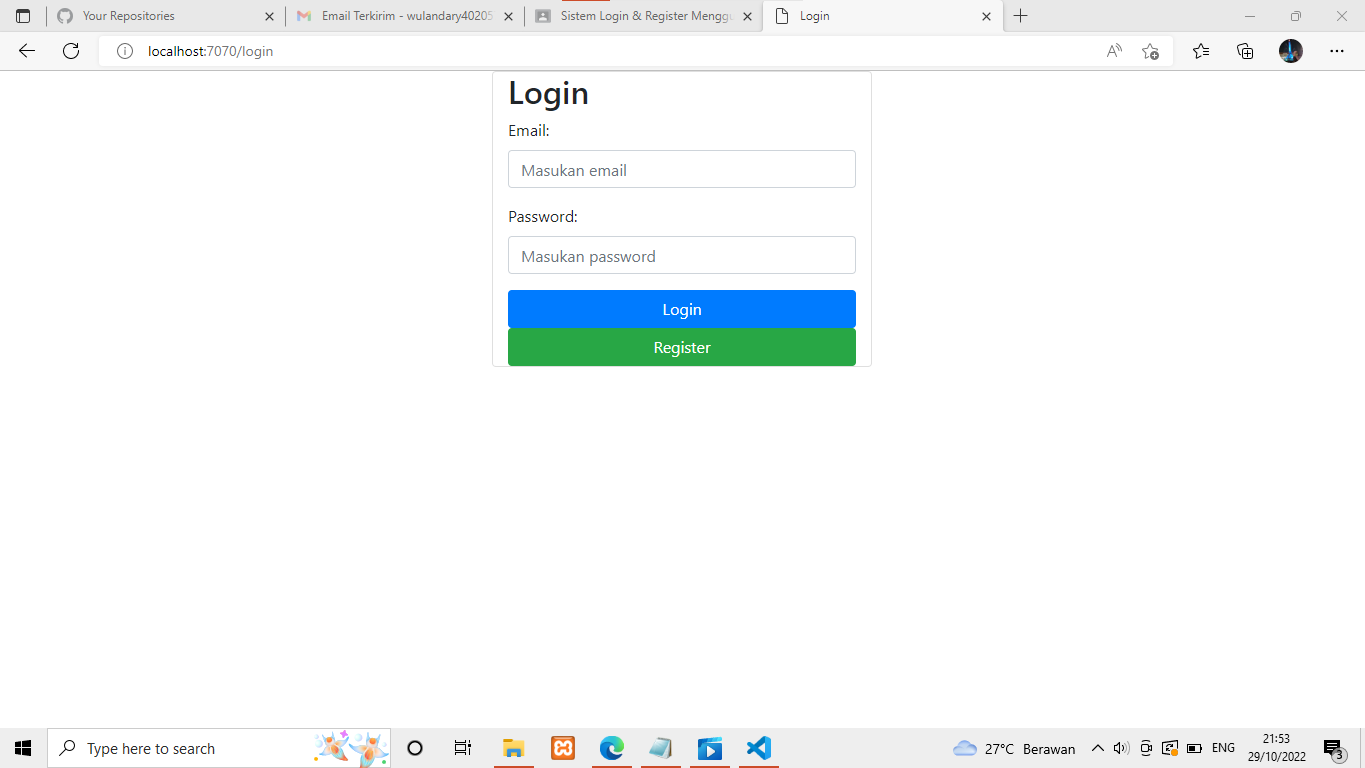 Your Repositories
Email Terkirim - wulandary40205
Sistem Login & Register Menggu
Login
localhost:7070/login
Login
Email:
Masukan email
Password:
Masukan password
Login
Register
Type here to search
27°C Berawan
ENG
21:53
29/10/2022
3